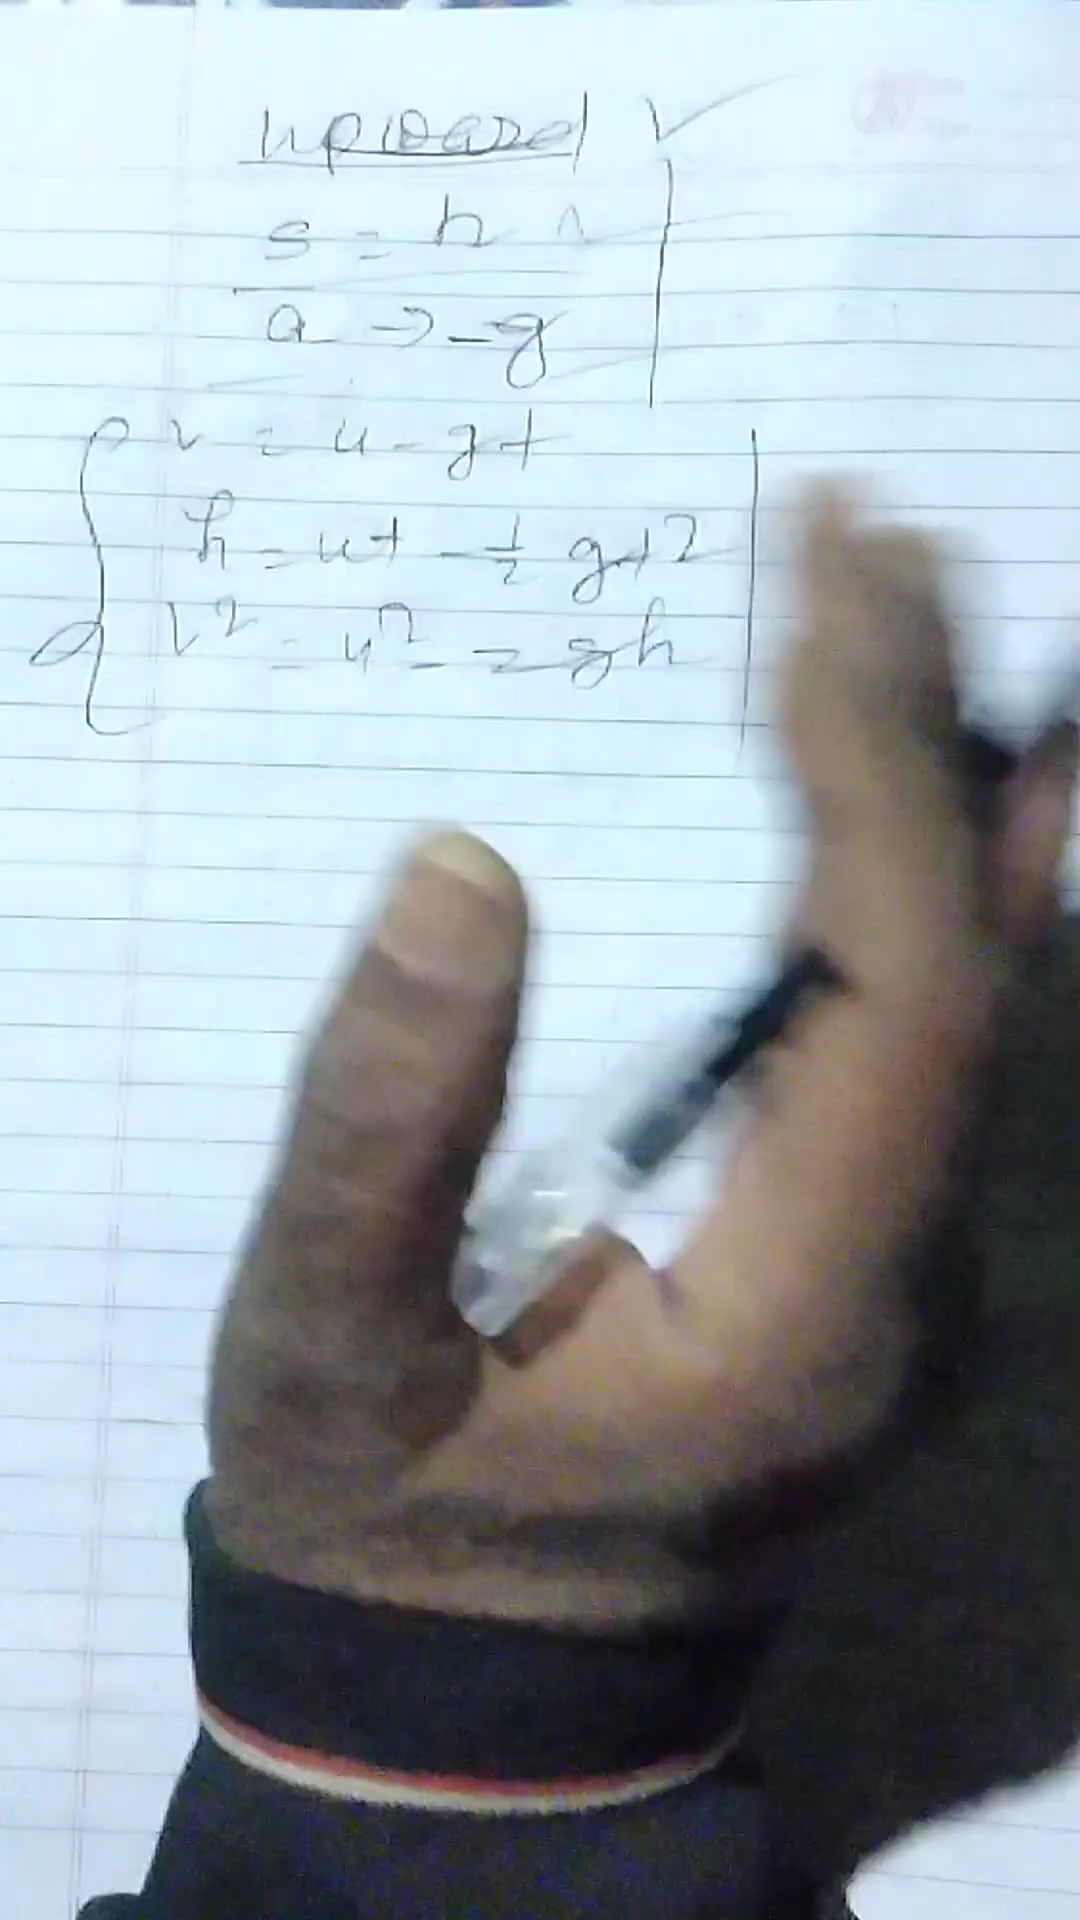 upward
s = h
a → -g
v = u - gt
h = ut - 1/2 gt2
v² = u² - 2gh